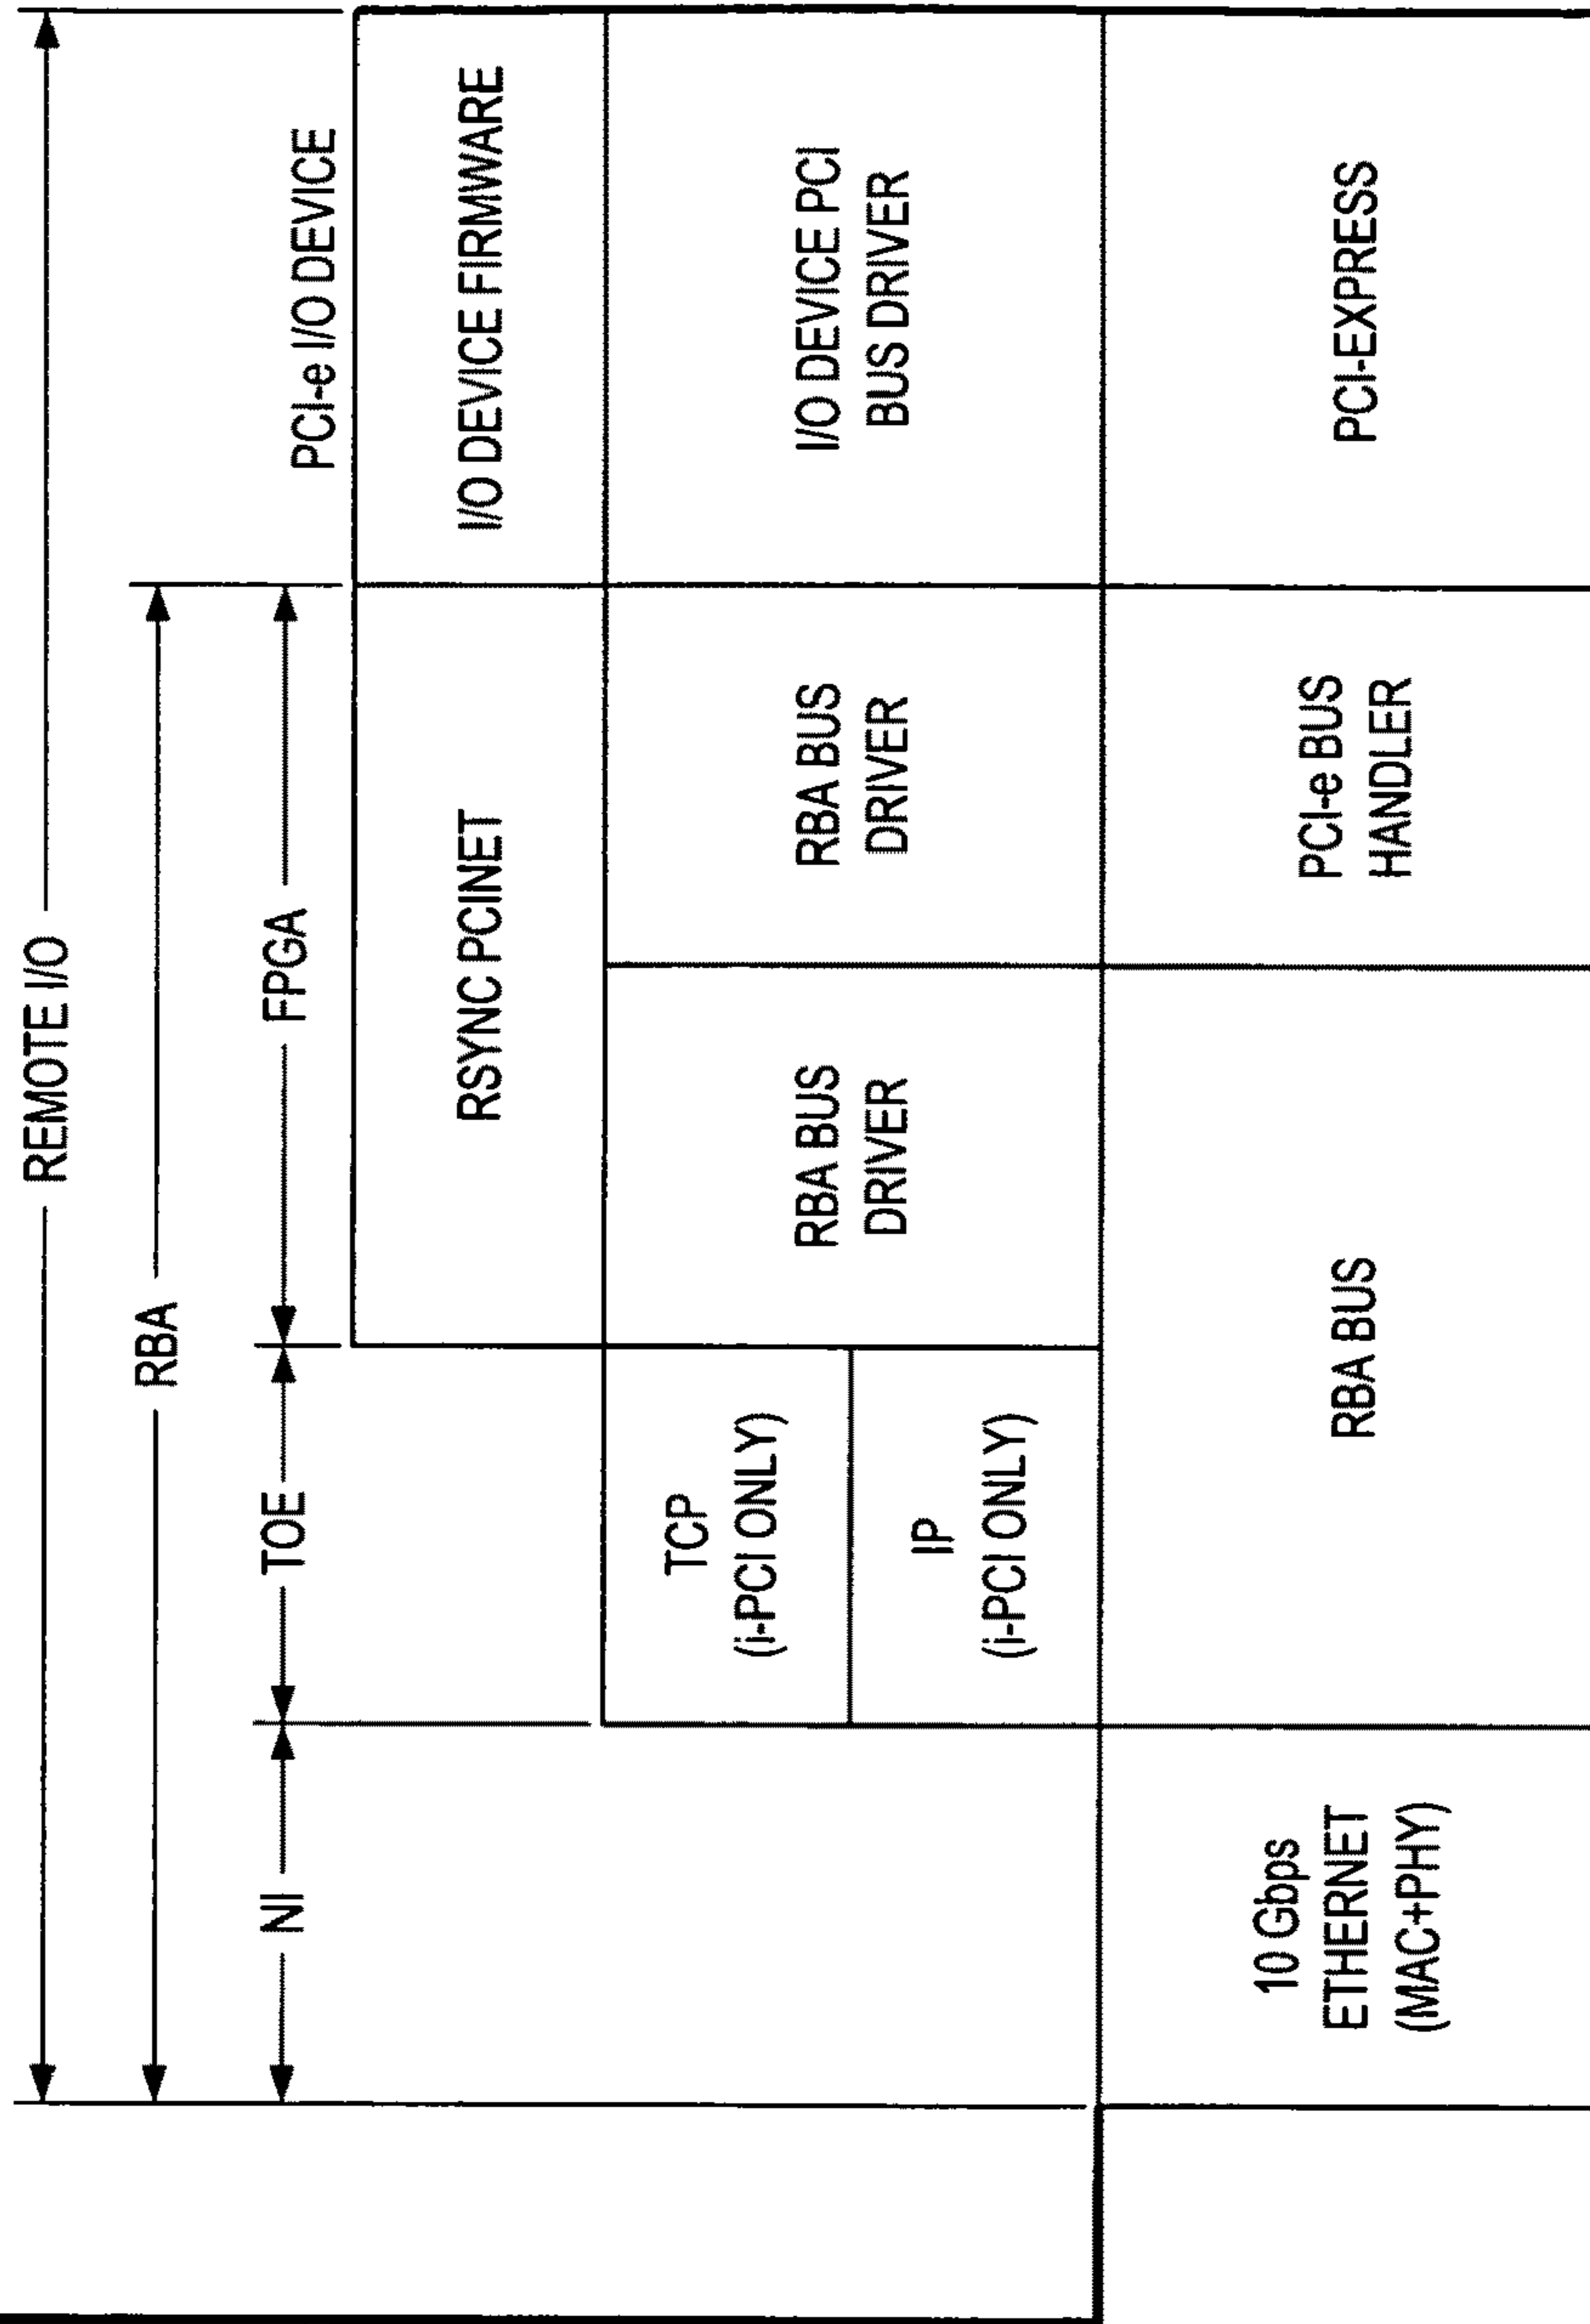 REMOTE I/O
RBA
NI
TOE
FPGA
PCI-e I/O DEVICE
RSYNC PCINET
I/O DEVICE FIRMWARE
TCP
(i-PCI ONLY)
IP
(i-PCI ONLY)
RBA BUS
DRIVER
RBA BUS
DRIVER
I/O DEVICE PCI
BUS DRIVER
10 Gbps
ETHERNET
(MAC+PHY)
RBA BUS
PCI-e BUS
HANDLER
PCI-EXPRESS